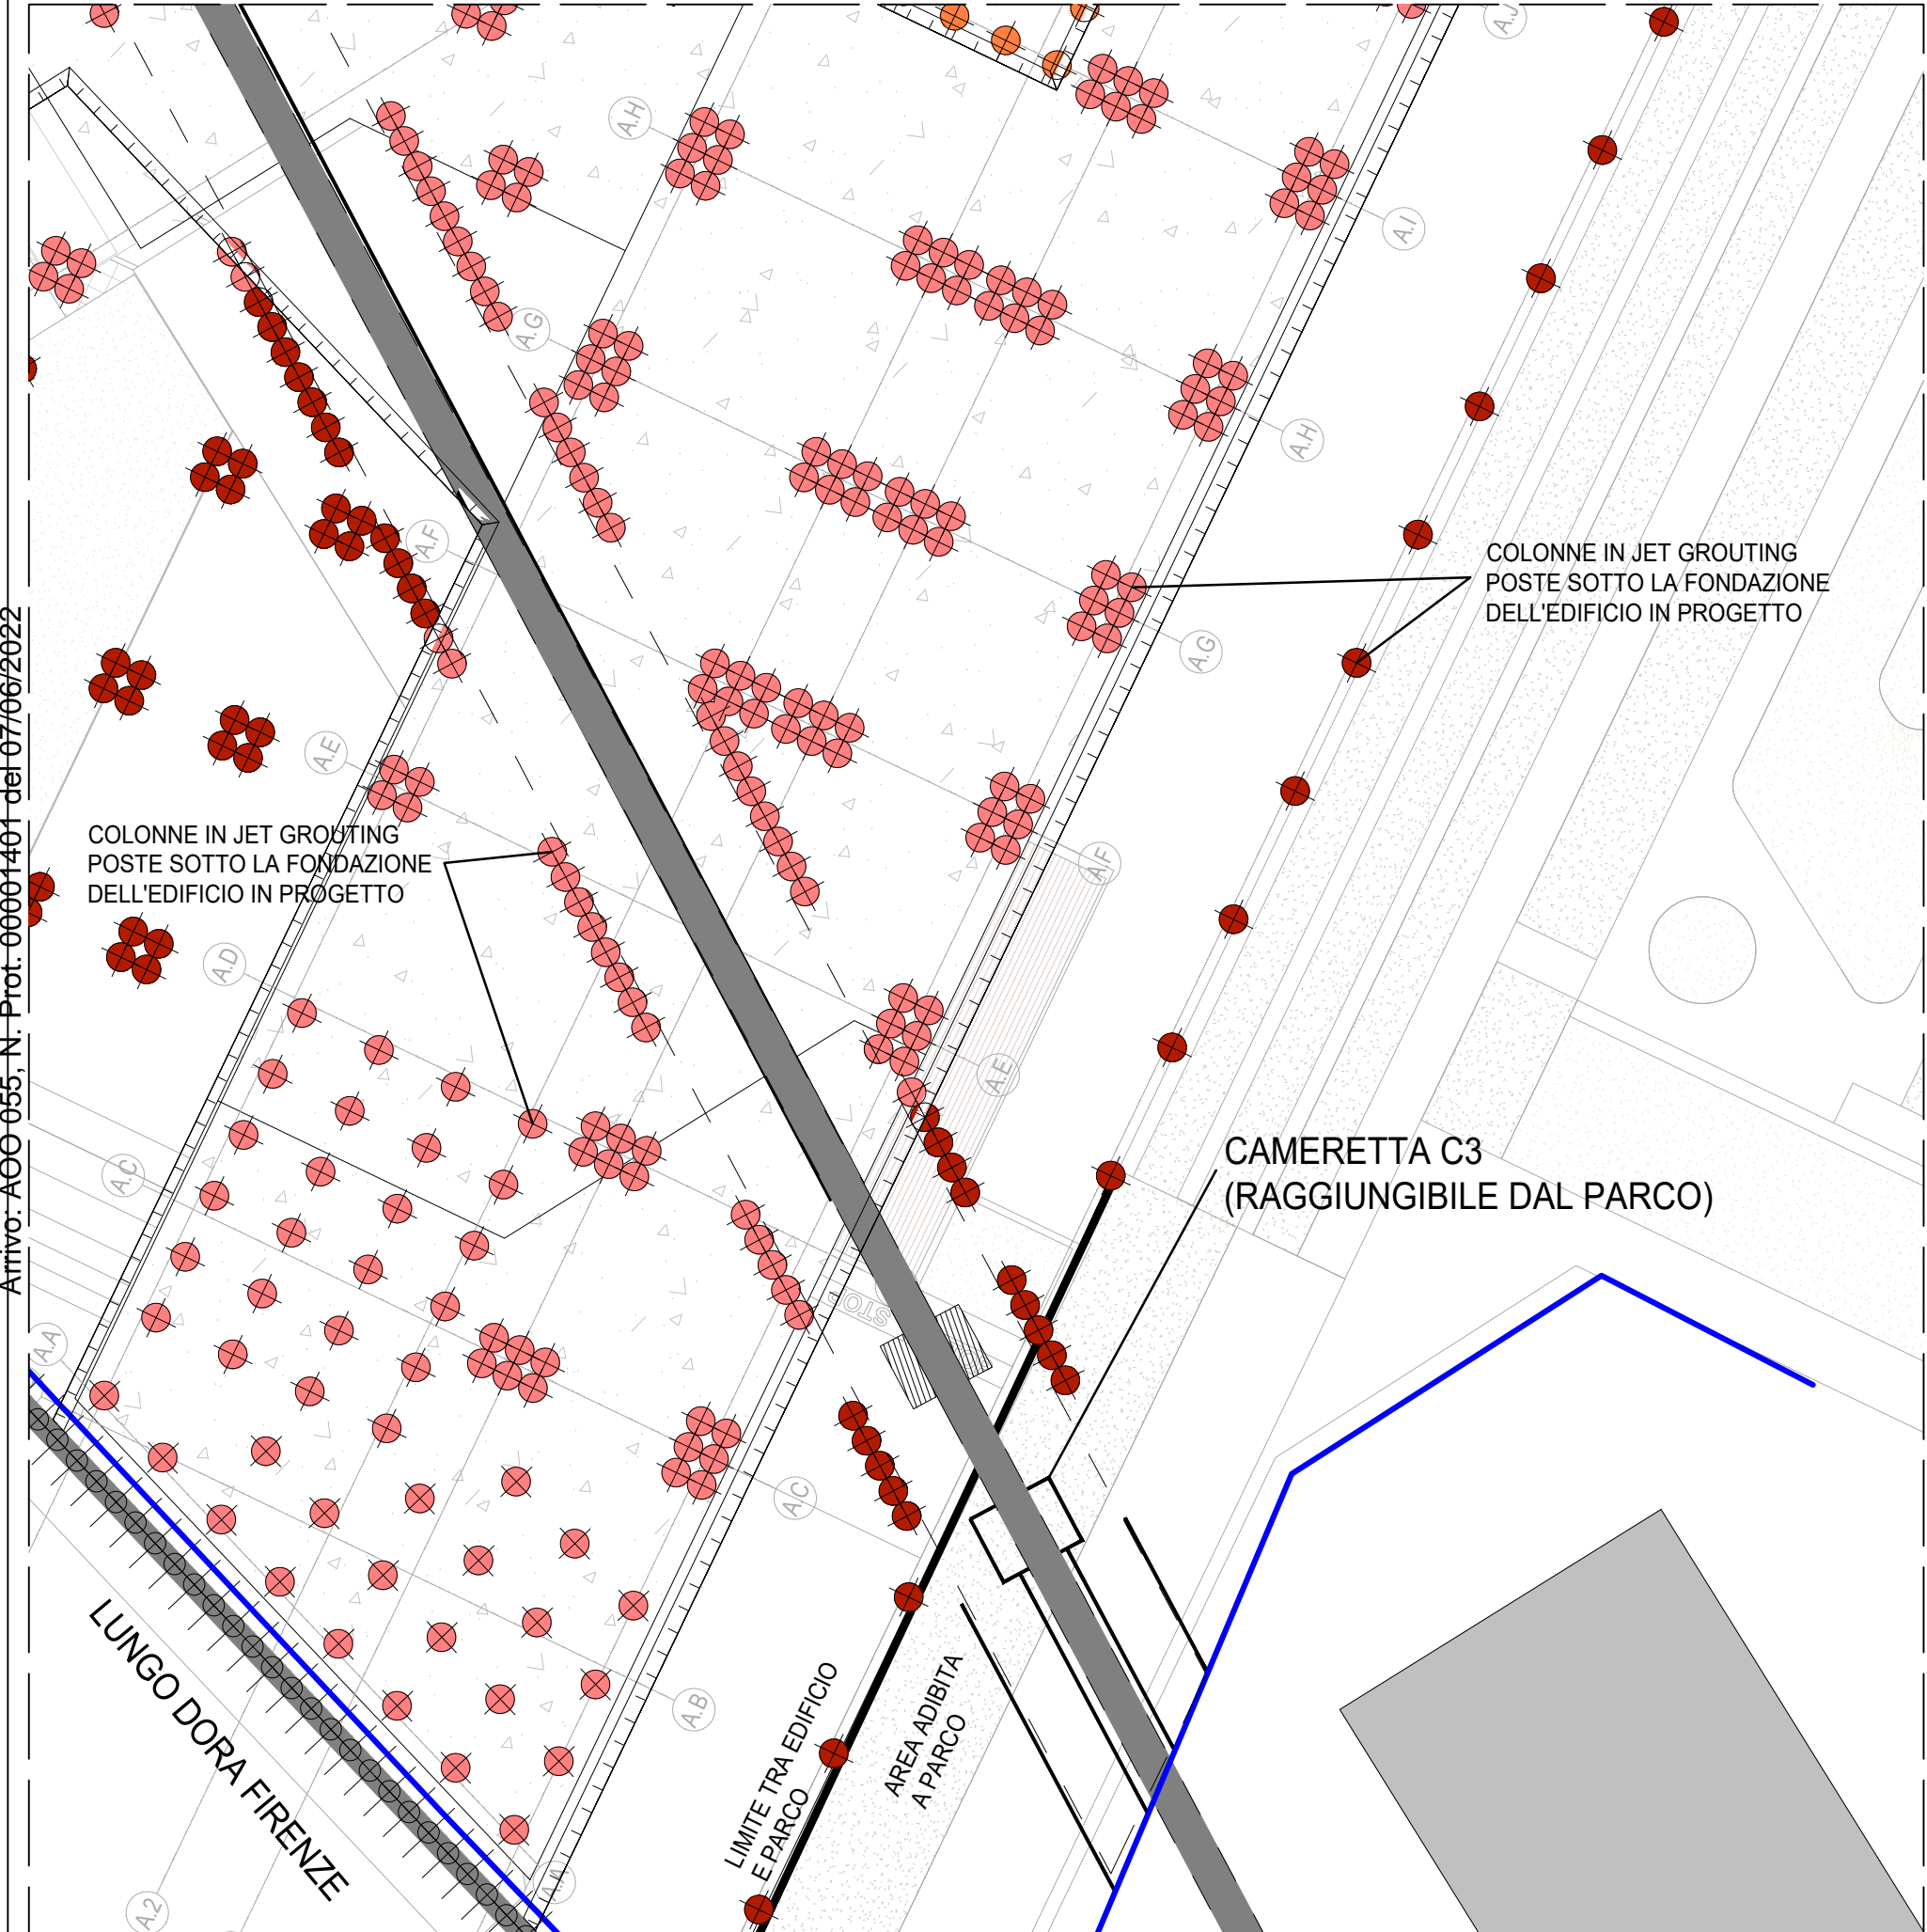 A.J
A.H
A.I
A.G
A.H
A.F
COLONNE IN JET GROUTING
POSTE SOTTO LA FONDAZIONE
DELL'EDIFICIO IN PROGETTO
A.G
A.E
COLONNE IN JET GROUTING
POSTE SOTTO LA FONDAZIONE
DELL'EDIFICIO IN PROGETTO
A.F
A.D
A.E
Arrivo: AOO 055, N. Prot. 00001401 del 07/06/2022
CAMERETTA C3
(RAGGIUNGIBILE DAL PARCO)
A.C
STOP
A.A
A.C
LUNGO DORA FIRENZE
A.B
LIMITE TRA EDIFICIO
E PARCO
AREA ADIBITA
A PARCO
A.A
A.2